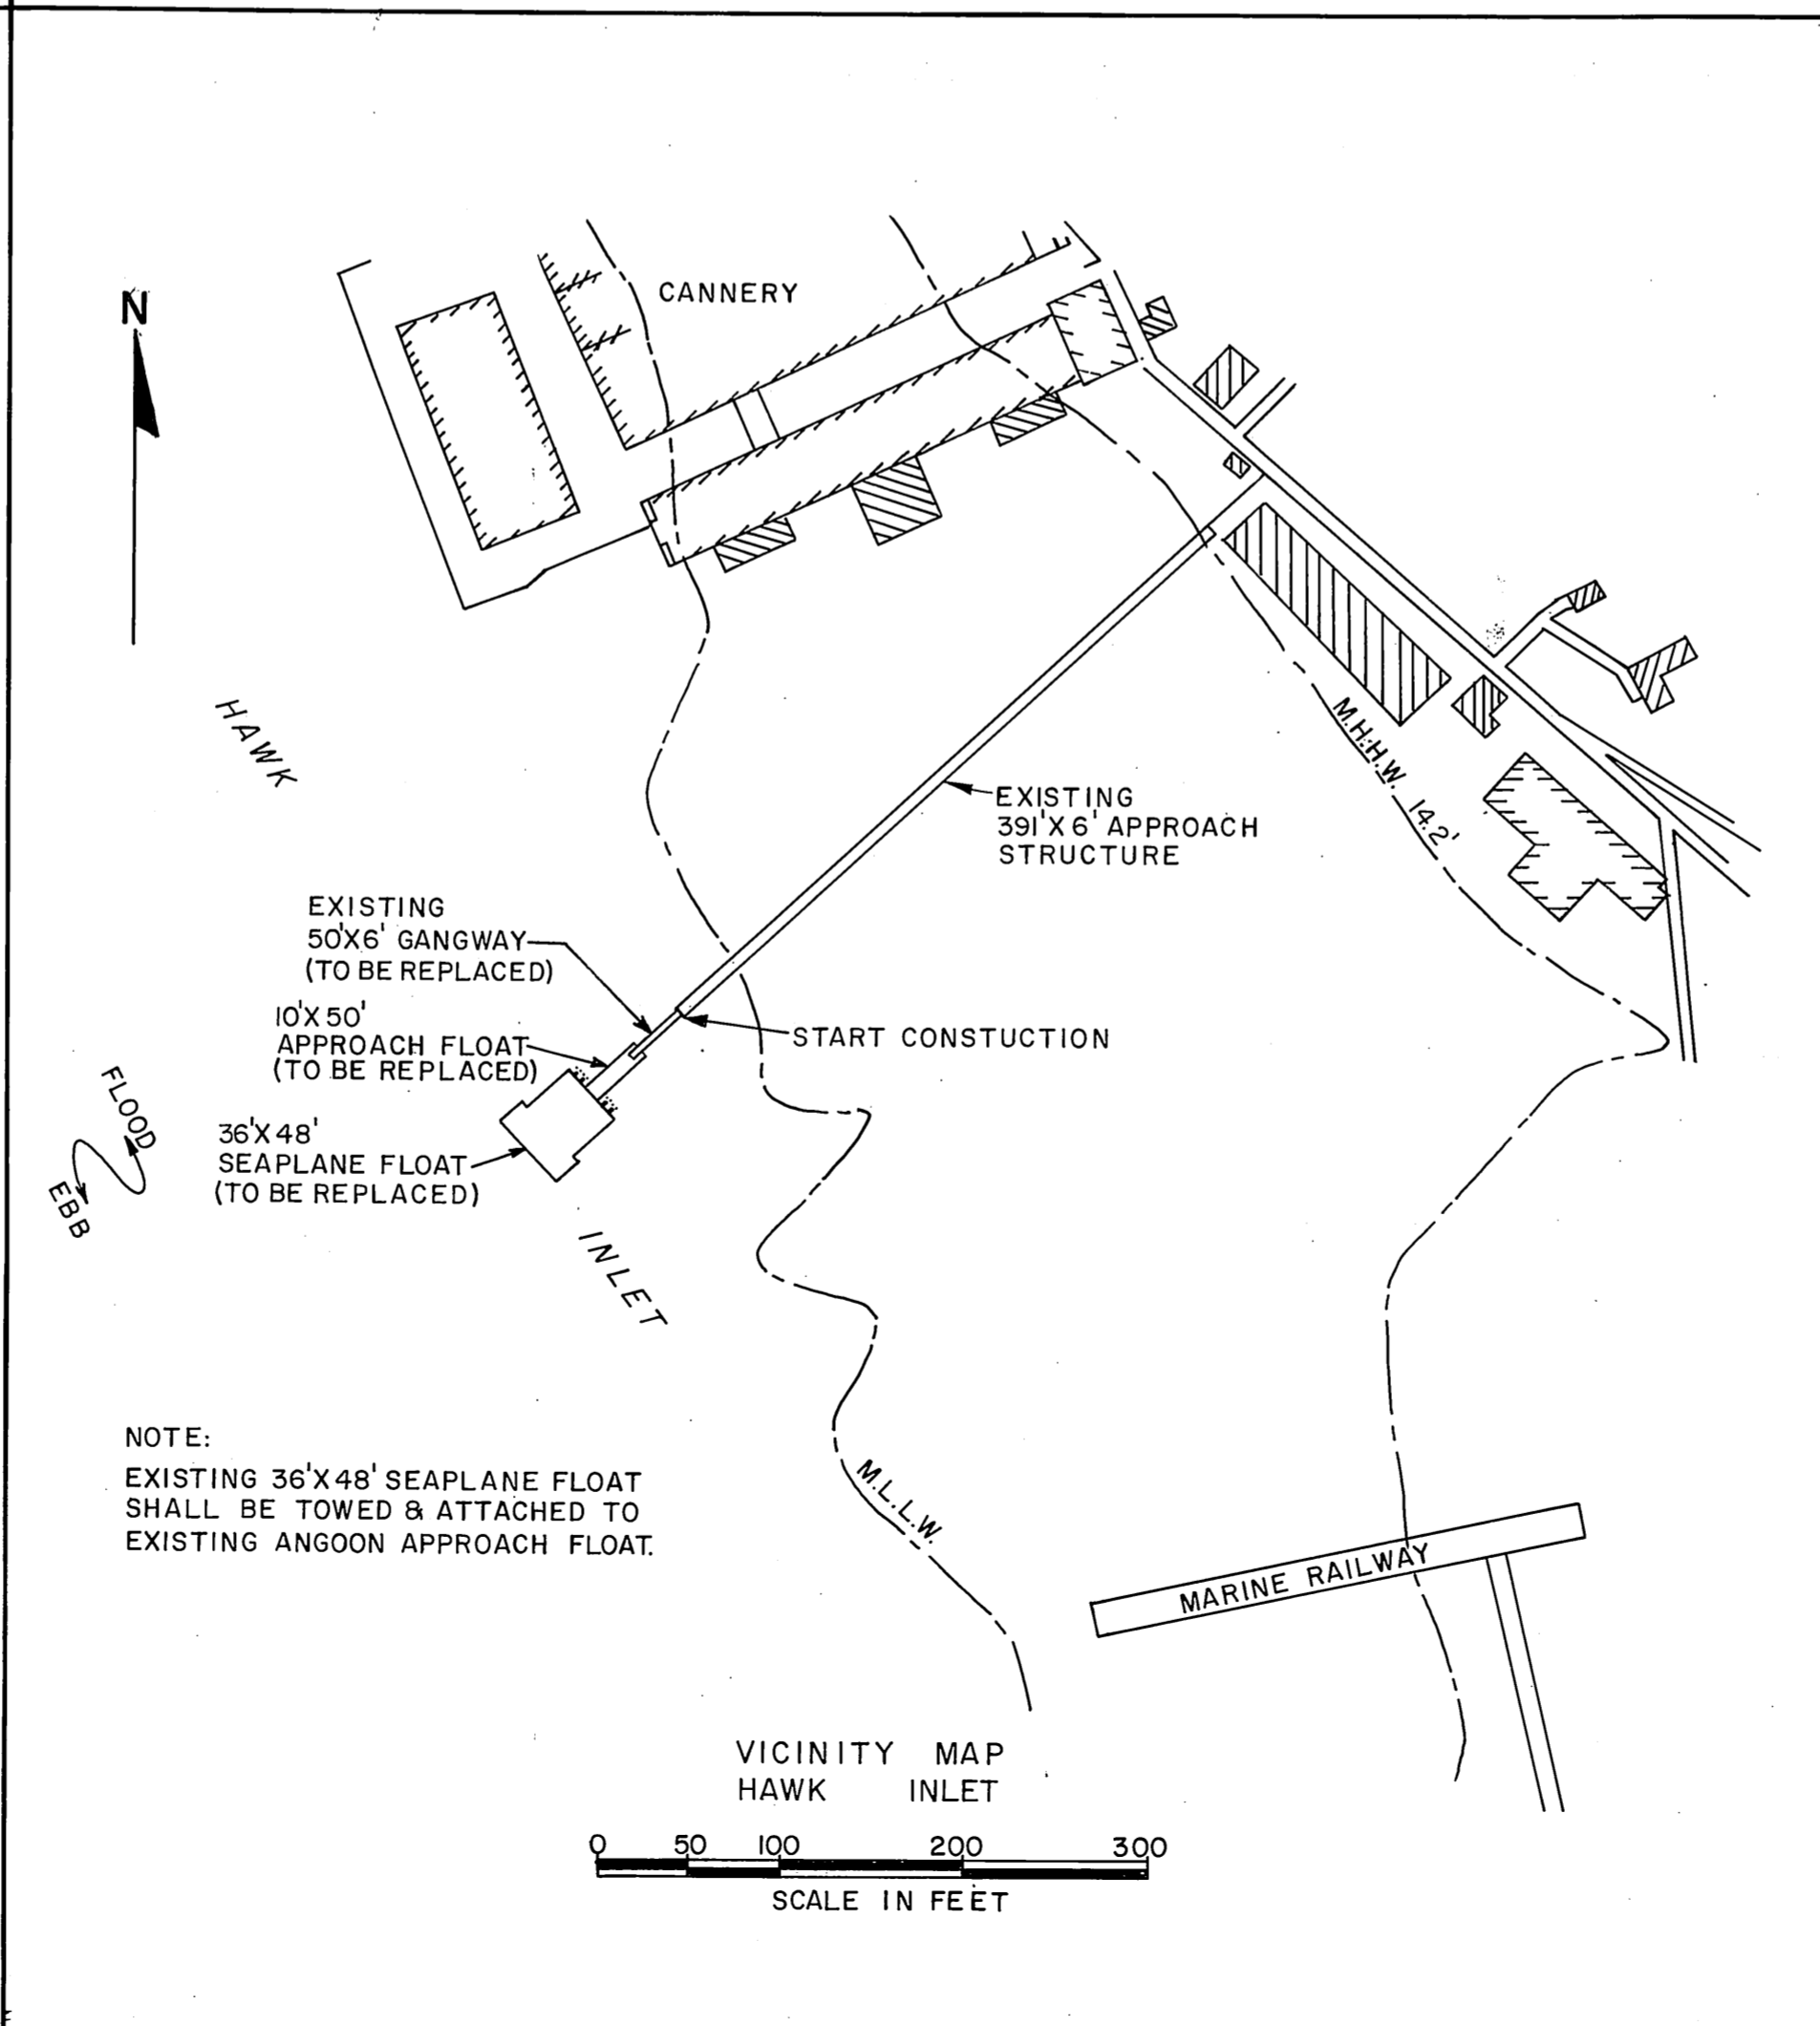 N
CANNERY
HAWK
M.H.H.W. 14.2'
EXISTING
391'X6' APPROACH
STRUCTURE
EXISTING
50'X6' GANGWAY
(TO BE REPLACED)
10'X50'
APPROACH FLOAT
(TO BE REPLACED)
START CONSTUCTION
FLOOD
EBB
36'X48'
SEAPLANE FLOAT
(TO BE REPLACED)
INLET
NOTE:
EXISTING 36'X48' SEAPLANE FLOAT
SHALL BE TOWED & ATTACHED TO
EXISTING ANGOON APPROACH FLOAT.
M.L.L.W.
MARINE RAILWAY
VICINITY MAP
HAWK INLET
0 50 100 200 300
SCALE IN FEET